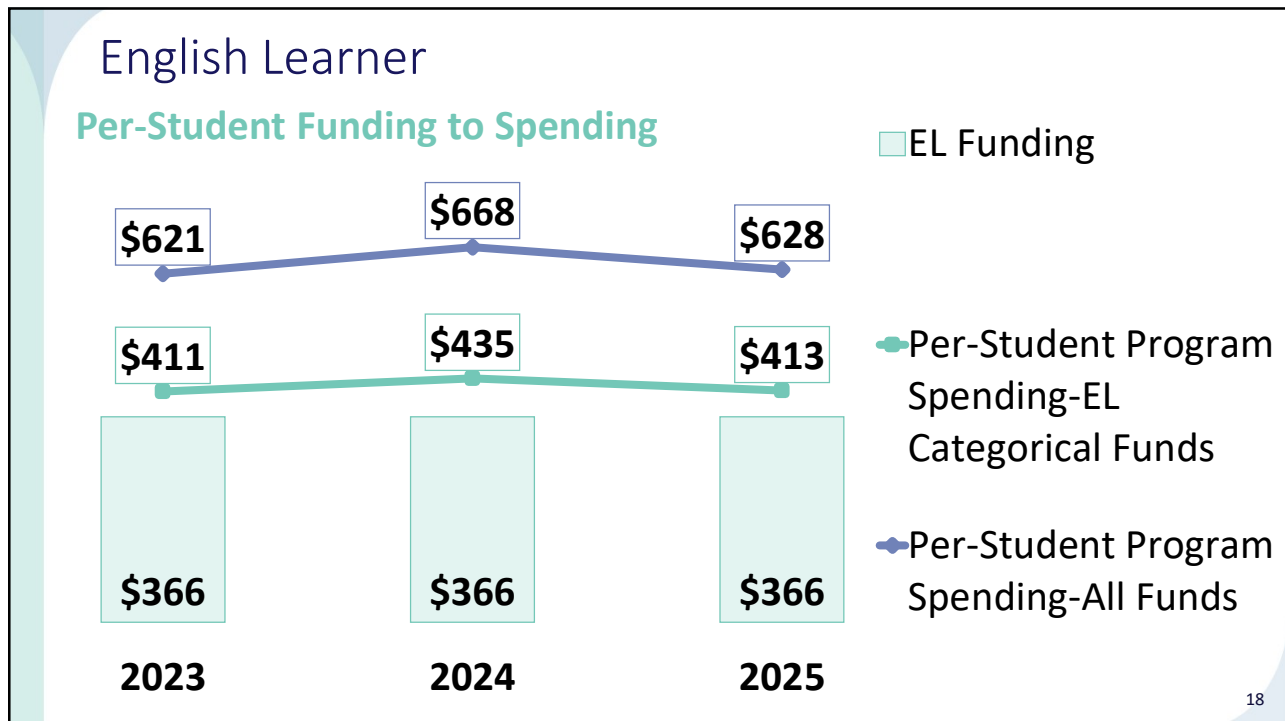 English Learner
Per-Student Funding to Spending
EL Funding
$621
$668
$628
$411
$435
$413
Per-Student Program
Spending-EL
Categorical Funds
Per-Student Program
Spending-All Funds
$366
$366
$366
2023
2024
2025
18